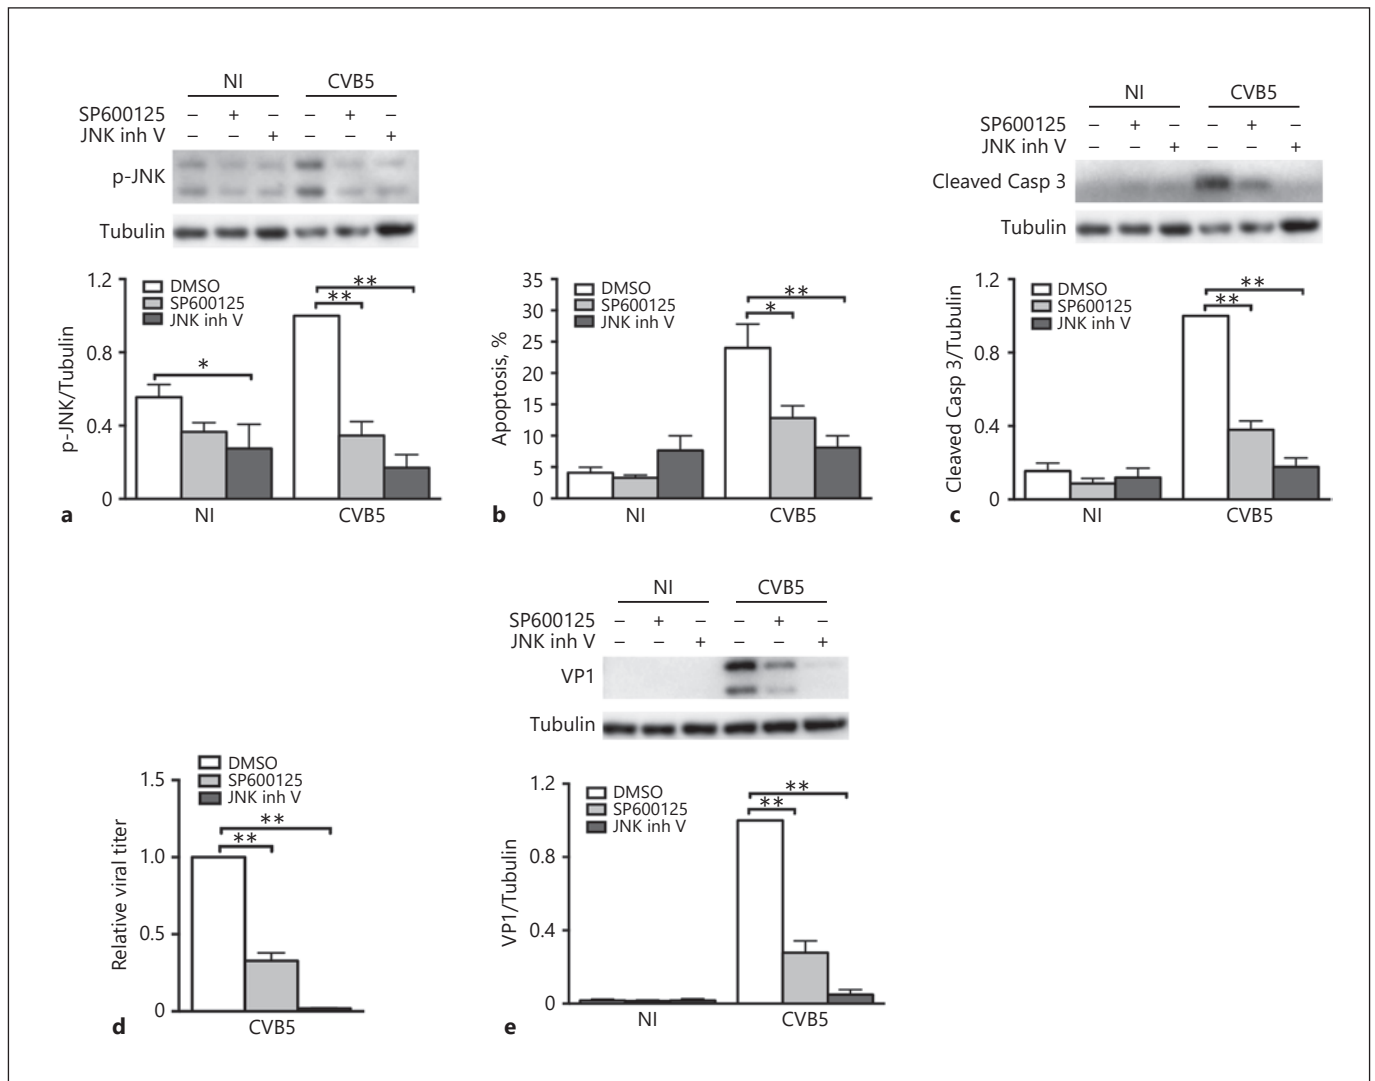 NI CVB5
SP600125 – + – – + –
JNK inh V – – + – – +
p-JNK
Tubulin
1.2
0.8
0.4
0
p-JNK/Tubulin
DMSO
SP600125
JNK inh V
*
**
**
NI CVB5
a
35
30
25
20
15
10
5
0
Apoptosis, %
DMSO
SP600125
JNK inh V
**
*
NI CVB5
b
NI CVB5
SP600125 – + – – + –
JNK inh V – – + – – +
Cleaved Casp 3
Tubulin
1.2
0.8
0.4
0
Cleaved Casp 3/Tubulin
DMSO
SP600125
JNK inh V
**
**
NI CVB5
c
1.5
1.0
0.5
0
Relative viral titer
DMSO
SP600125
JNK inh V
**
**
CVB5
d
NI CVB5
SP600125 – + – – + –
JNK inh V – – + – – +
VP1
Tubulin
1.2
0.8
0.4
0
VP1/Tubulin
DMSO
SP600125
JNK inh V
**
**
NI CVB5
e